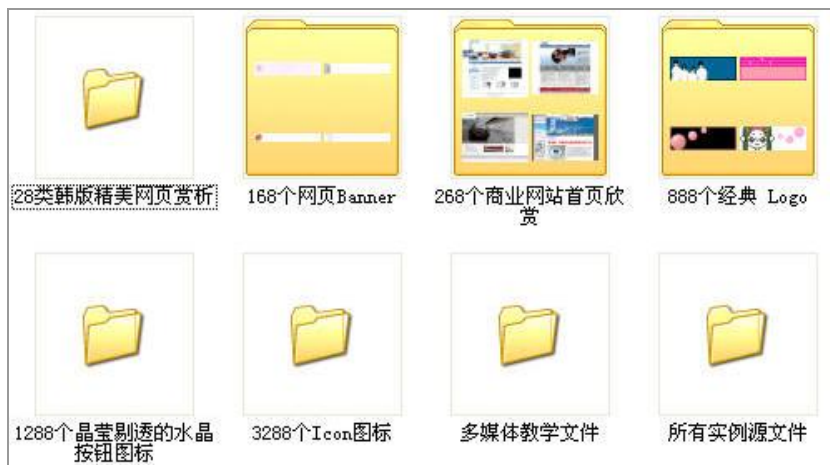 28类韩版精美网页赏析
168个网页Banner
268个商业网站首页欣
赏
888个经典 Logo
1288个晶莹剔透的水晶
按钮图标
3288个Icon图标
多媒体教学文件
所有实例源文件